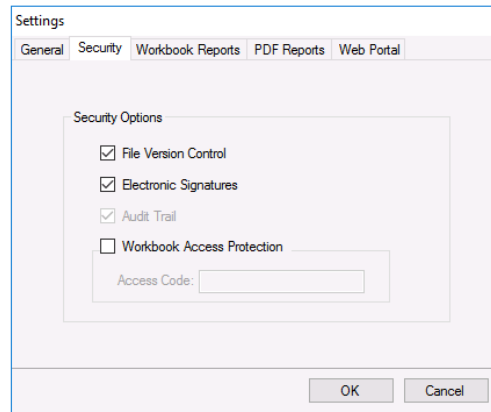 Settings
General Security Workbook Reports PDF Reports Web Portal
Security Options
File Version Control
Electronic Signatures
Audit Trail
Workbook Access Protection
Access Code:
OK Cancel